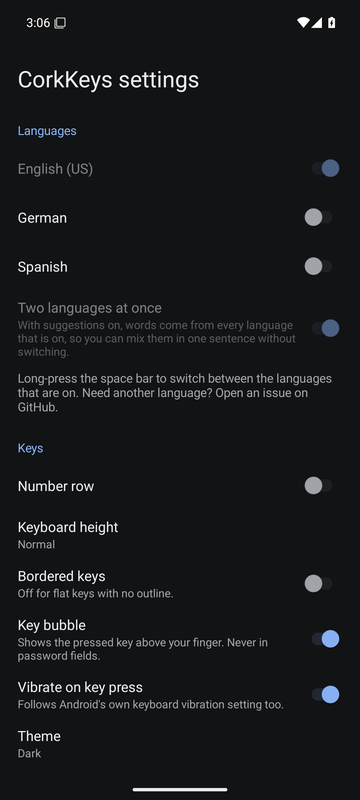 3:06
CorkKeys settings
Languages
English (US)
German
Spanish
Two languages at once
With suggestions on, words come from every language
that is on, so you can mix them in one sentence without
switching.
Long-press the space bar to switch between the languages
that are on. Need another language? Open an issue on
GitHub.
Keys
Number row
Keyboard height
Normal
Bordered keys
Off for flat keys with no outline.
Key bubble
Shows the pressed key above your finger. Never in
password fields.
Vibrate on key press
Follows Android's own keyboard vibration setting too.
Theme
Dark